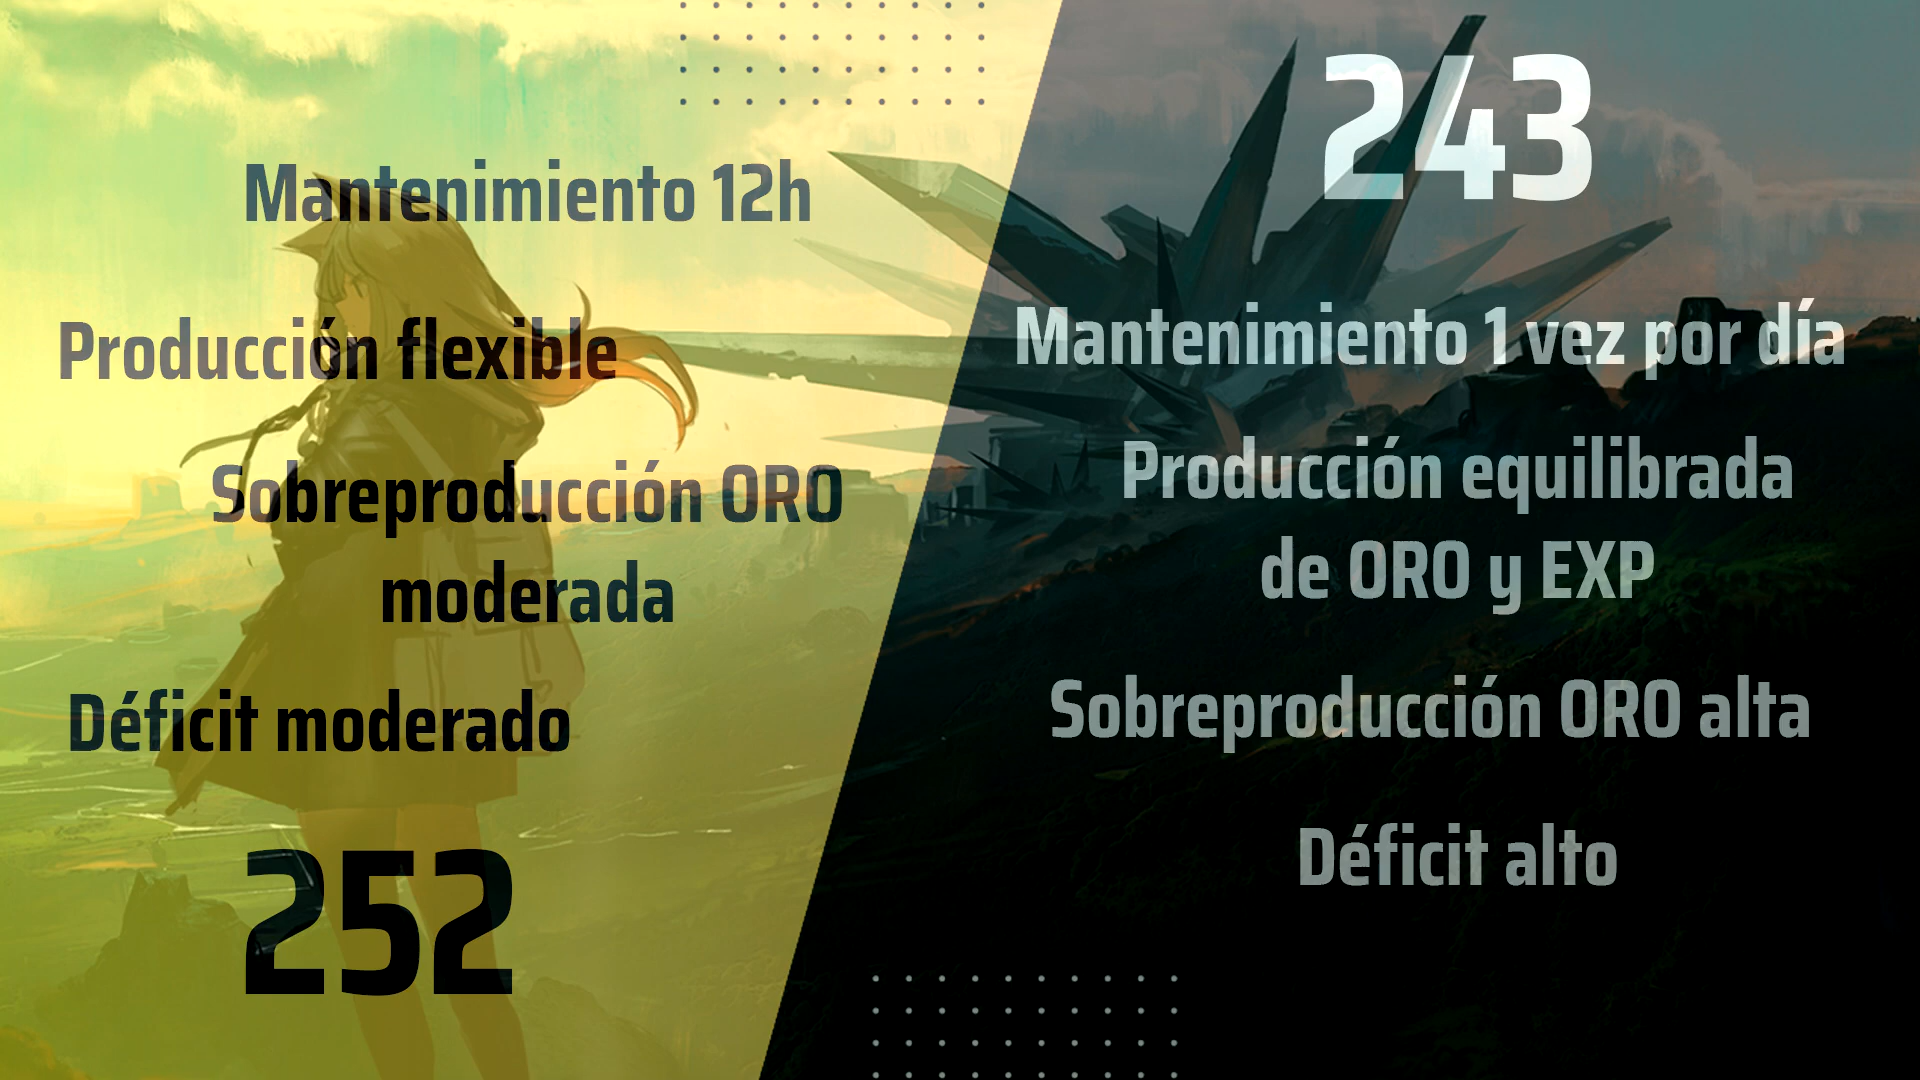 Mantenimiento 12h
Producción flexible
Sobreproducción ORO
moderada
Déficit moderado
252
243
Mantenimiento 1 vez por día
Producción equilibrada
de ORO y EXP
Sobreproducción ORO alta
Déficit alto